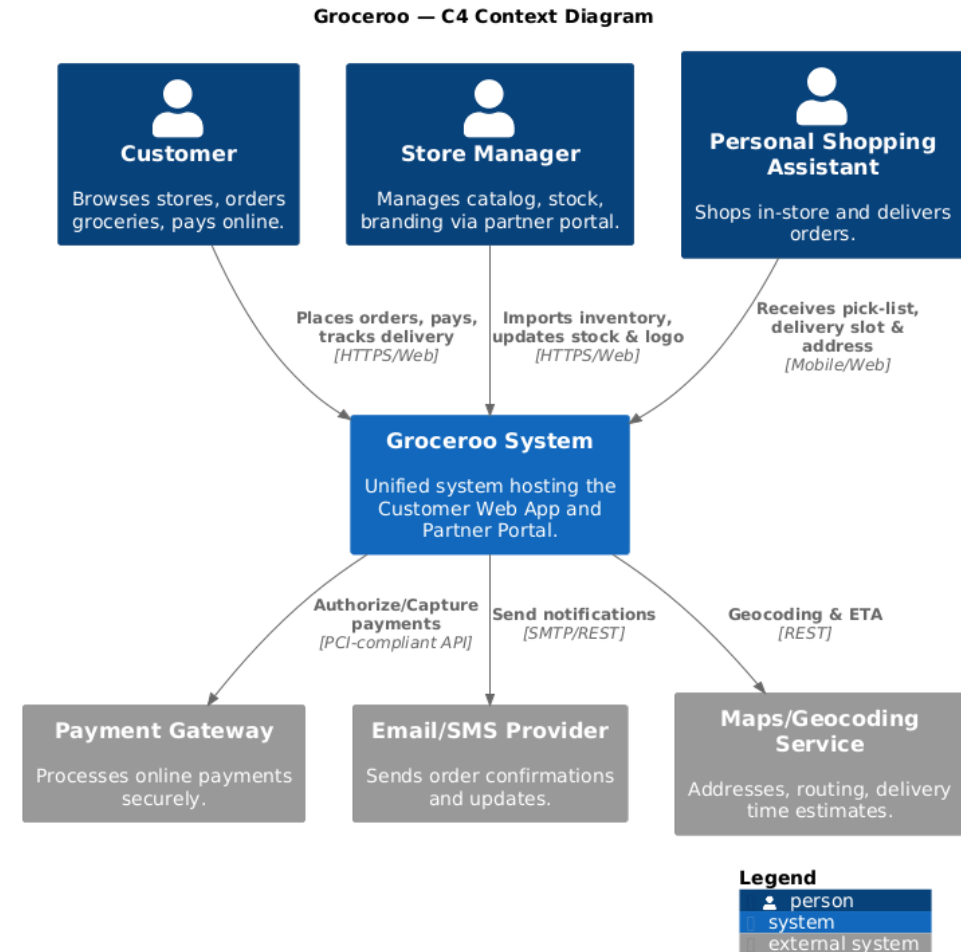 Groceroo — C4 Context Diagram
Customer
Browses stores, orders
groceries, pays online.
Store Manager
Manages catalog, stock,
branding via partner portal.
Personal Shopping
Assistant
Shops in-store and delivers
orders.
Places orders, pays,
tracks delivery
[HTTPS/Web]
Imports inventory,
updates stock & logo
[HTTPS/Web]
Receives pick-list,
delivery slot &
address
[Mobile/Web]
Groceroo System
Unified system hosting the
Customer Web App and
Partner Portal.
Authorize/Capture
payments
[PCI-compliant API]
Send notifications
[SMTP/REST]
Geocoding & ETA
[REST]
Payment Gateway
Processes online payments
securely.
Email/SMS Provider
Sends order confirmations
and updates.
Maps/Geocoding
Service
Addresses, routing, delivery
time estimates.
Legend
person
system
external system